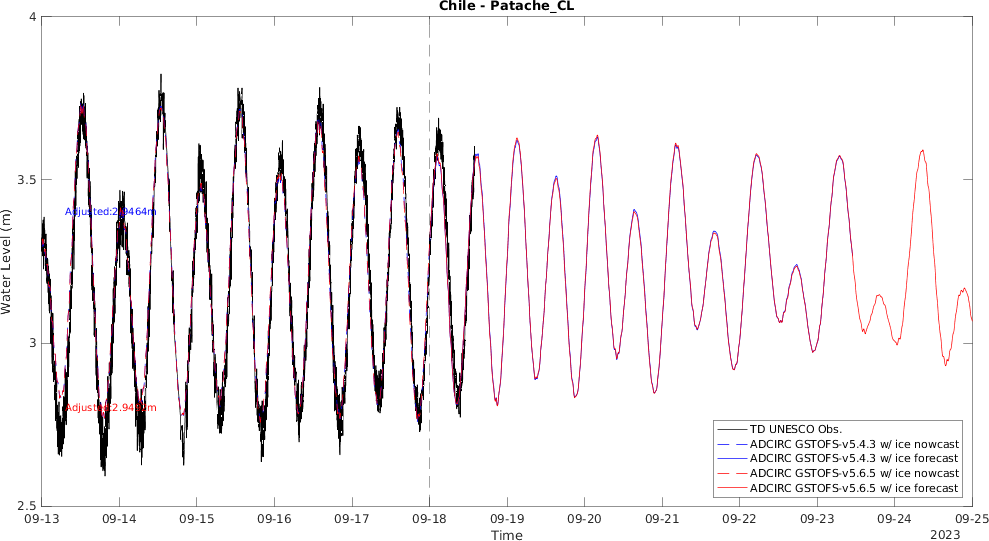 Chile - Patache_CL
4
3.5
3
2.5
Water Level (m)
Adjusted:2.9464m
TD UNESCO Obs.
ADCIRC GSTOFS-v5.4.3 w/ ice nowcast
ADCIRC GSTOFS-v5.4.3 w/ ice forecast
ADCIRC GSTOFS-v5.6.5 w/ ice nowcast
ADCIRC GSTOFS-v5.6.5 w/ ice forecast
09-13 09-14 09-15 09-16 09-17 09-18 09-19 09-20 09-21 09-22 09-23 09-24 09-25
Time 2023